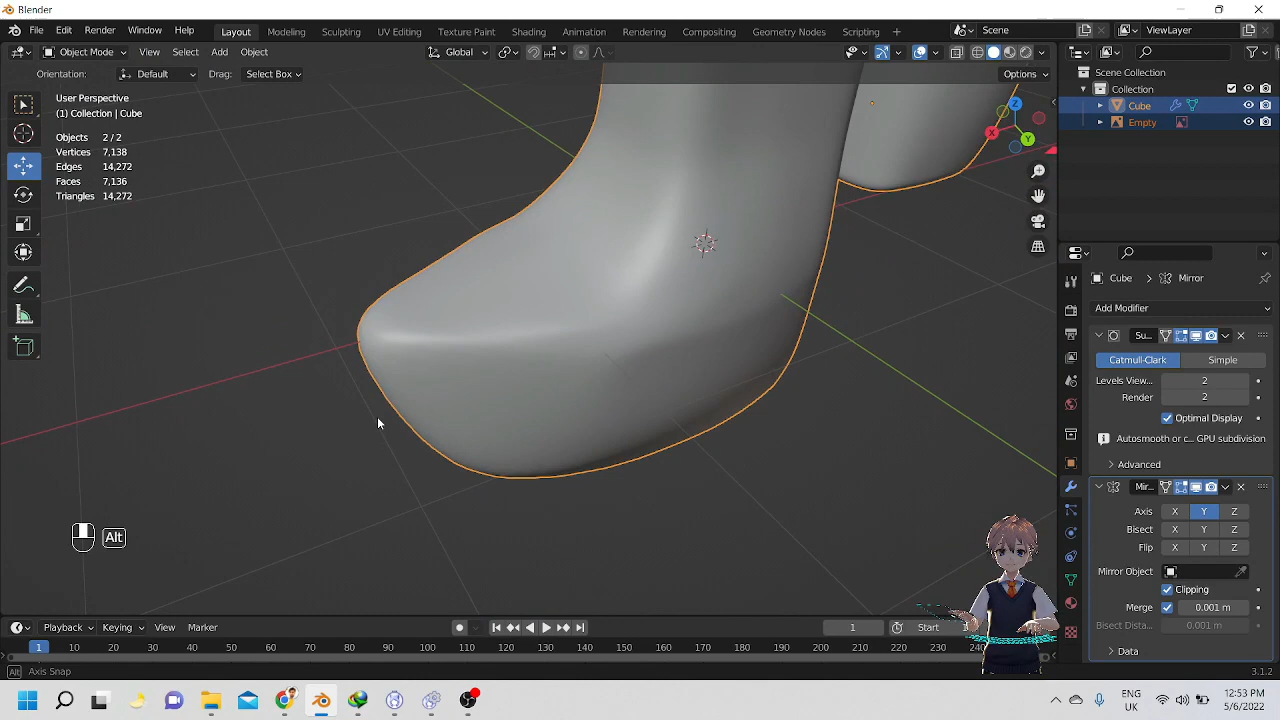 Blender
File Edit Render Window Help Layout Modeling Sculpting UV Editing Texture Paint Shading Animation Rendering Compositing Geometry Nodes Scripting + Scene ViewLayer
Object Mode View Select Add Object Global
Orientation: Default Drag: Select Box Options
User Perspective
(1) Collection | Cube
Objects 2 / 2
Vertices 7,138
Edges 14,272
Faces 7,136
Triangles 14,272
X
Y
Z
Scene Collection
Collection
Cube
Empty
Cube > Mirror
Add Modifier
Su...
Catmull-Clark Simple
Levels View... 2
Render 2
Optimal Display
Autosmooth or c... GPU subdivision
Advanced
Mir...
Axis X Y Z
Bisect X Y Z
Flip X Y Z
Mirror Object
Clipping
Merge 0.001 m
Bisect Dista... 0.001 m
Data
Alt
Playback Keying View Marker 1 Start
1 10 20 30 40 50 60 70 80 90 100 110 120 130 140 150 160 170 180 190 200 210 220 230 240
Alt Axis Snap 3.1.2
ENG
UK
12:53 PM
5/6/2022